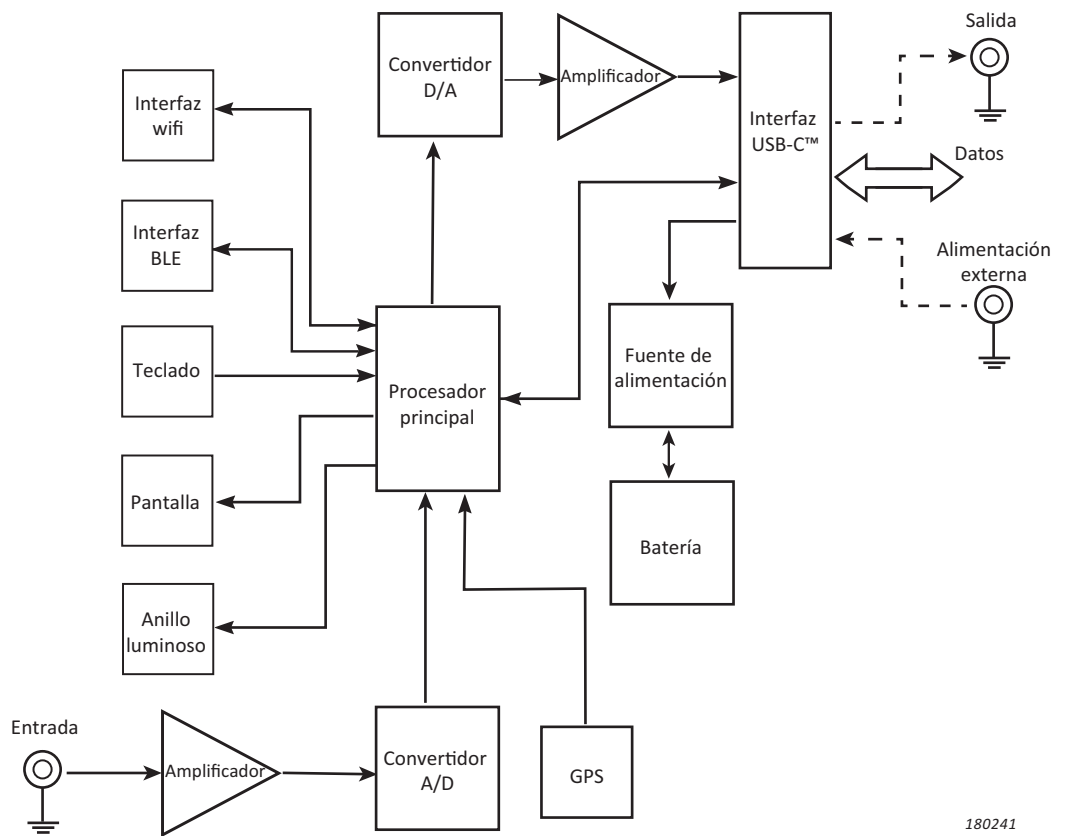 Salida
Convertidor
D/A
Amplificador
Interfaz
USB-C™
Interfaz
wifi
Datos
Interfaz
BLE
Alimentación
externa
Teclado
Procesador
principal
Fuente de
alimentación
Pantalla
Batería
Anillo
luminoso
Entrada
Amplificador
Convertidor
A/D
GPS
180241